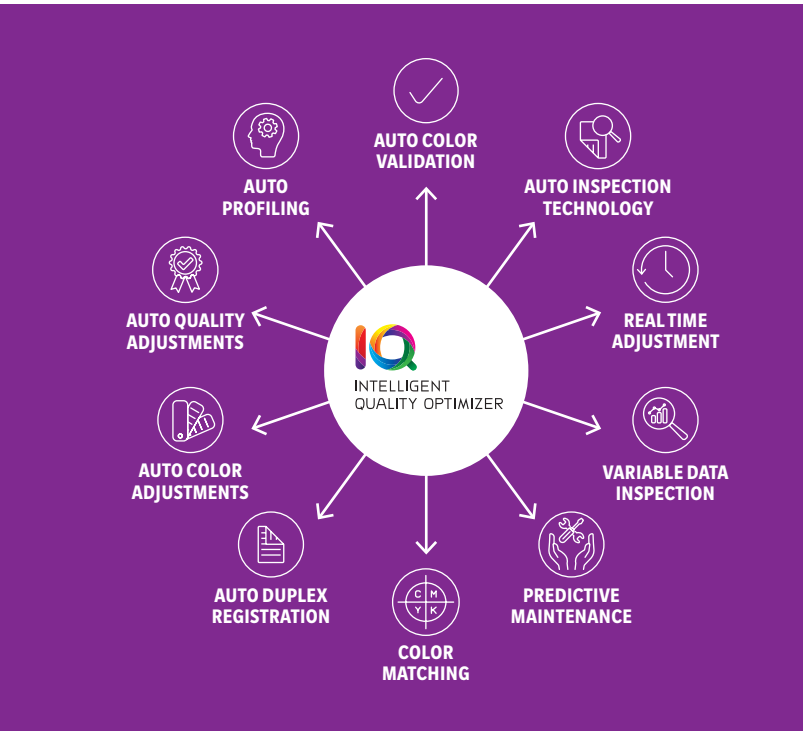 AUTO COLOR
VALIDATION
AUTO INSPECTION
TECHNOLOGY
REAL TIME
ADJUSTMENT
VARIABLE DATA
INSPECTION
PREDICTIVE
MAINTENANCE
C M
Y K
COLOR
MATCHING
AUTO DUPLEX
REGISTRATION
AUTO COLOR
ADJUSTMENTS
AUTO QUALITY
ADJUSTMENTS
AUTO
PROFILING
IQ
INTELLIGENT
QUALITY OPTIMIZER